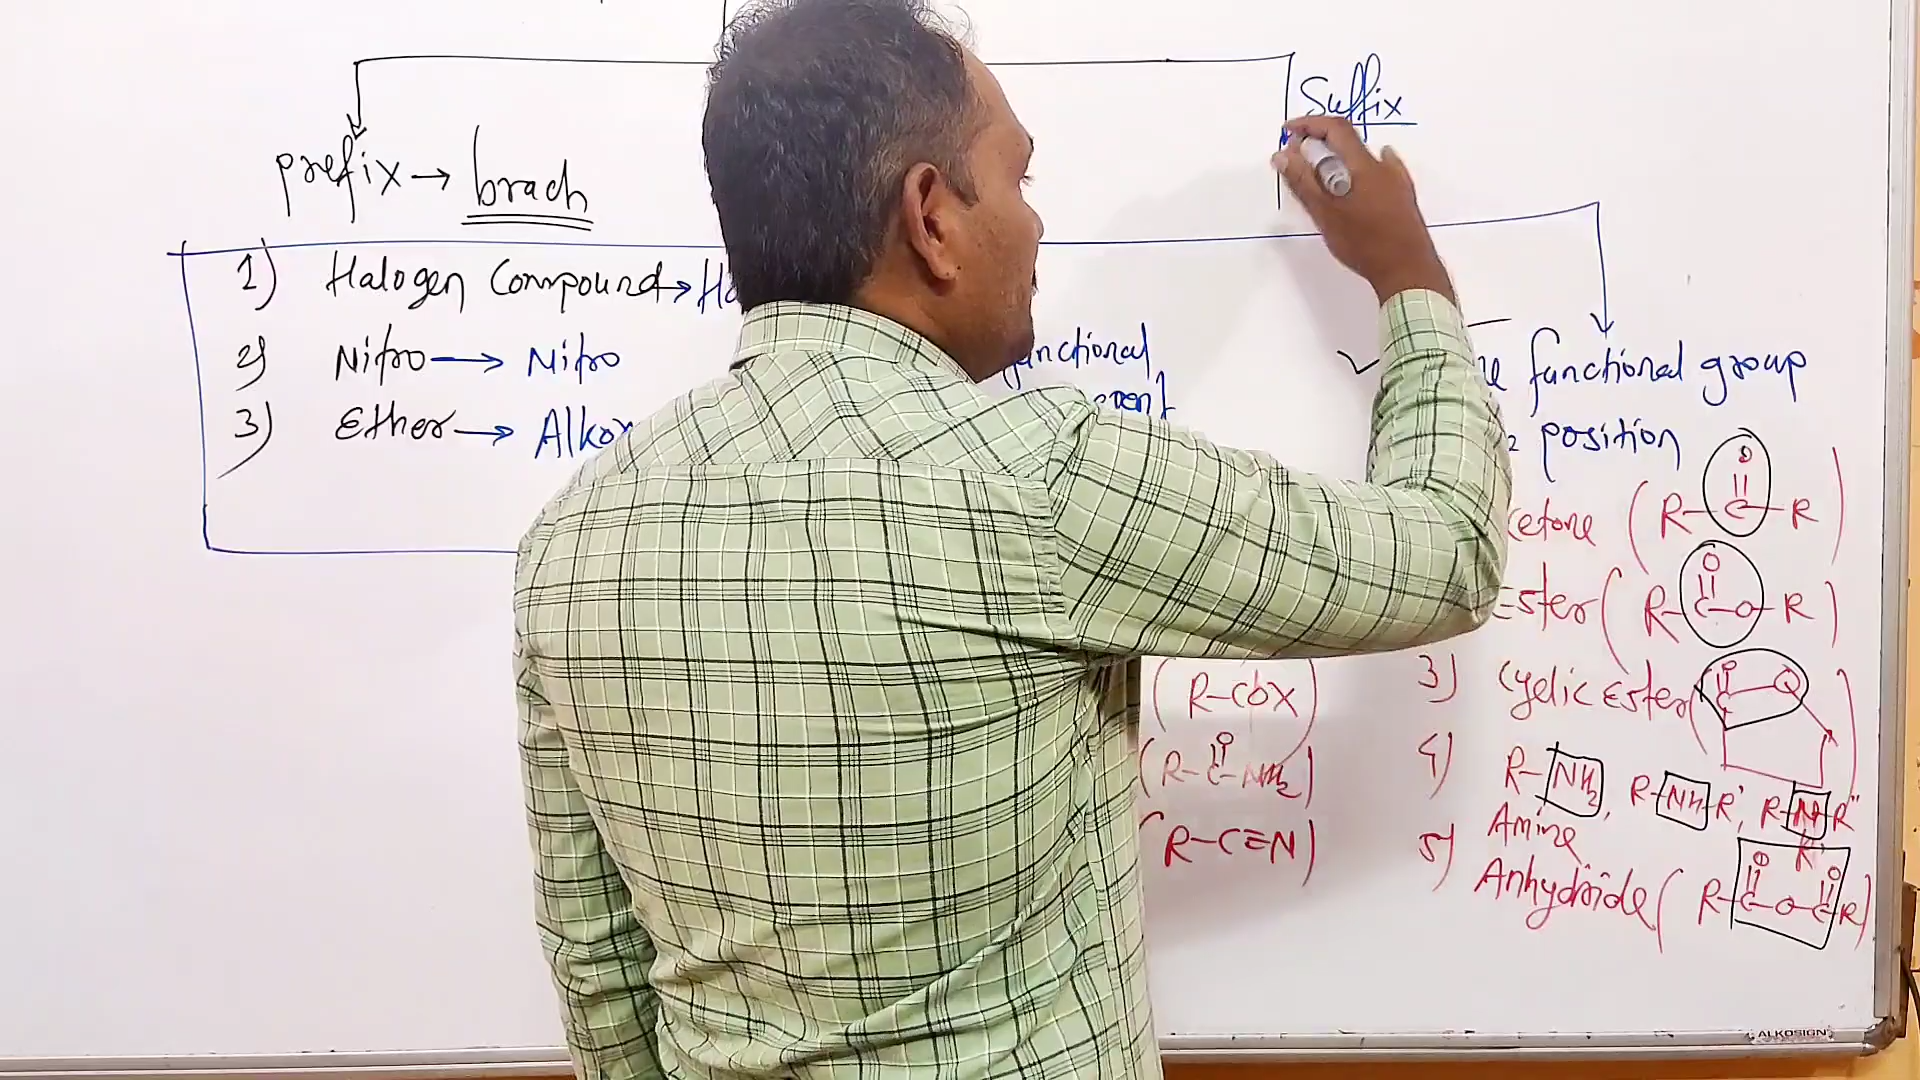 Suffix
prefix → brach
1) Halogen Compound → Ha
2) Nitro → Nitro
3) Ether → Alko
functional group
position
Ketone ( R-C-R )
O
Ester ( R-C-O-R )
O
3) Cyclic Ester (
( R-COX )
4) R-NH2, R-NH-R', R-N-R''
R'
Amine
( R-C-NH2 )
O
( R-C≡N )
5) Anhydride ( R-C-O-C-R )
O O
ALKOSIGN